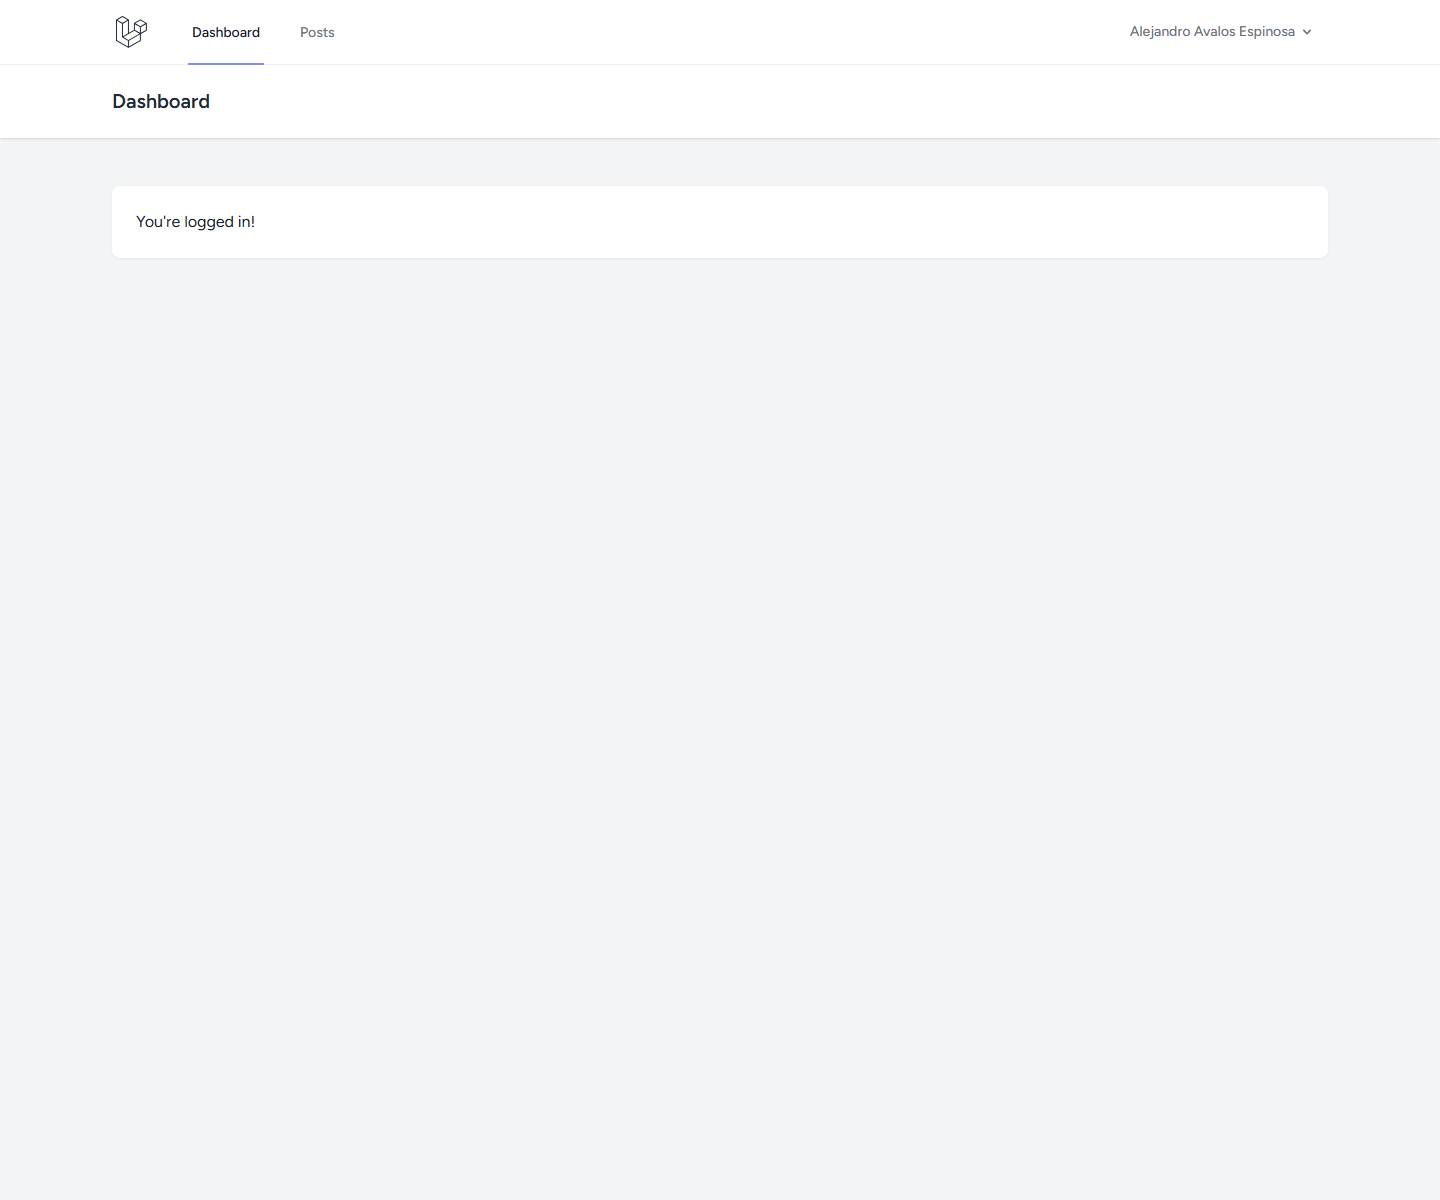 Dashboard
Posts
Alejandro Avalos Espinosa
Dashboard
You're logged in!